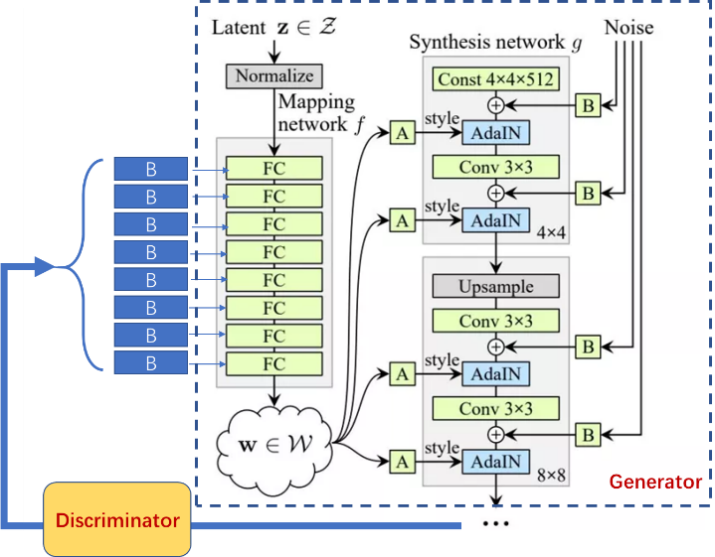 Latent z ∈ 𝒵
Noise
Synthesis network g
Normalize
Const 4×4×512
B
Mapping
network f
A
style
AdaIN
B
FC
Conv 3×3
B
FC
B
B
FC
A
style
AdaIN
4×4
B
FC
B
FC
Upsample
B
FC
Conv 3×3
B
B
FC
B
FC
A
style
AdaIN
Conv 3×3
w ∈ 𝒲
B
A
style
AdaIN
8×8
Generator
Discriminator
...